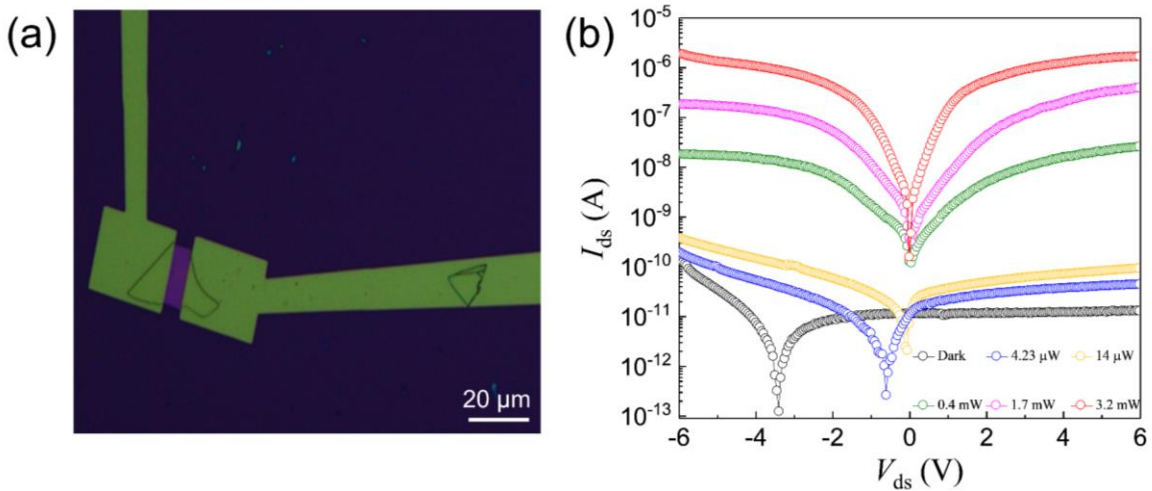 (a)
20 μm
(b)
I_ds (A)
10^-5
10^-6
10^-7
10^-8
10^-9
10^-10
10^-11
10^-12
10^-13
Dark 4.23 μW 14 μW
0.4 mW 1.7 mW 3.2 mW
-6 -4 -2 0 2 4 6
V_ds (V)